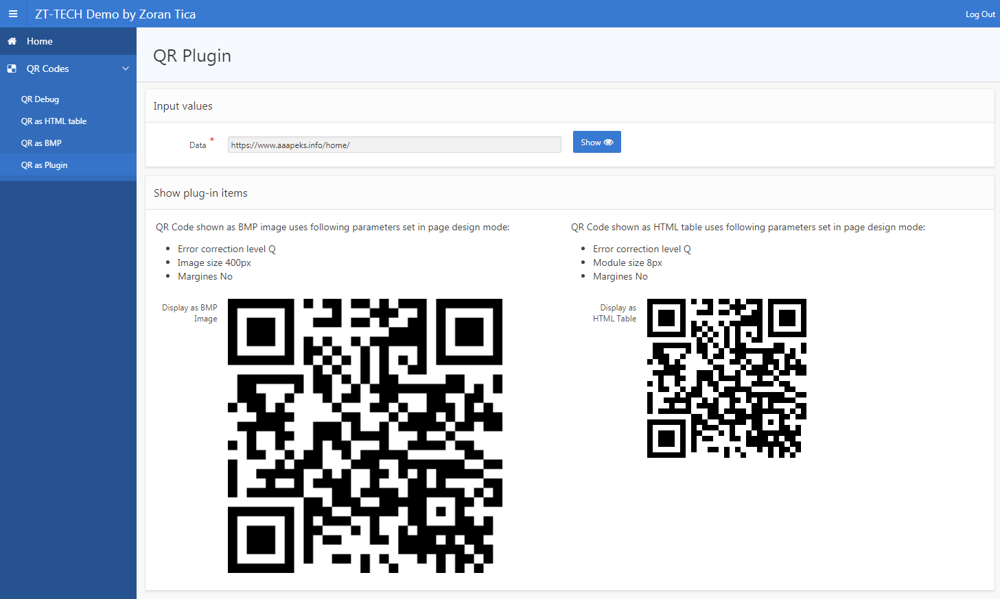 ZT-TECH Demo by Zoran Tica
Log Out
Home
QR Codes
QR Debug
QR as HTML table
QR as BMP
QR as Plugin
QR Plugin
Input values
Data *
https://www.aaapeks.info/home/
Show
Show plug-in items
QR Code shown as BMP image uses following parameters set in page design mode:
• Error correction level Q
• Image size 400px
• Margines No
Display as BMP
Image
QR Code shown as HTML table uses following parameters set in page design mode:
• Error correction level Q
• Module size 8px
• Margines No
Display as
HTML Table